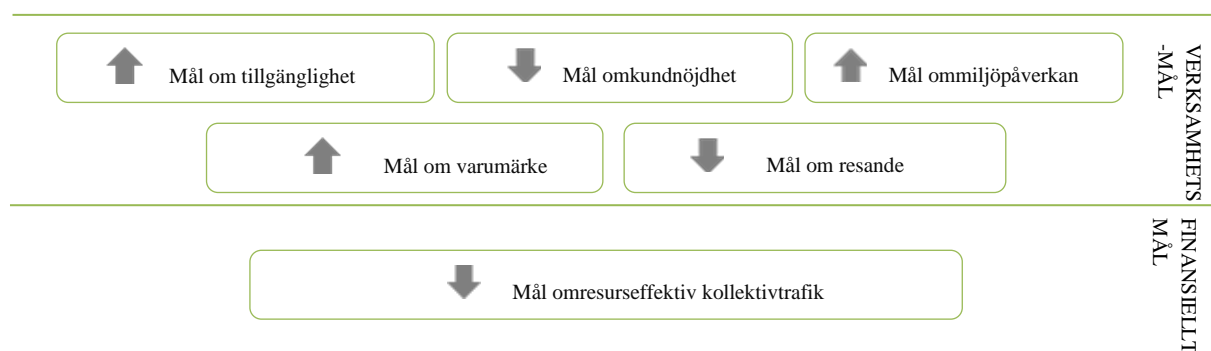 Mål om tillgänglighet
Mål omkundnöjdhet
Mål ommiljöpåverkan
Mål om varumärke
Mål om resande
VERKSAMHETS
-MÅL
Mål omresurseffektiv kollektivtrafik
FINANSIELLT
MÅL